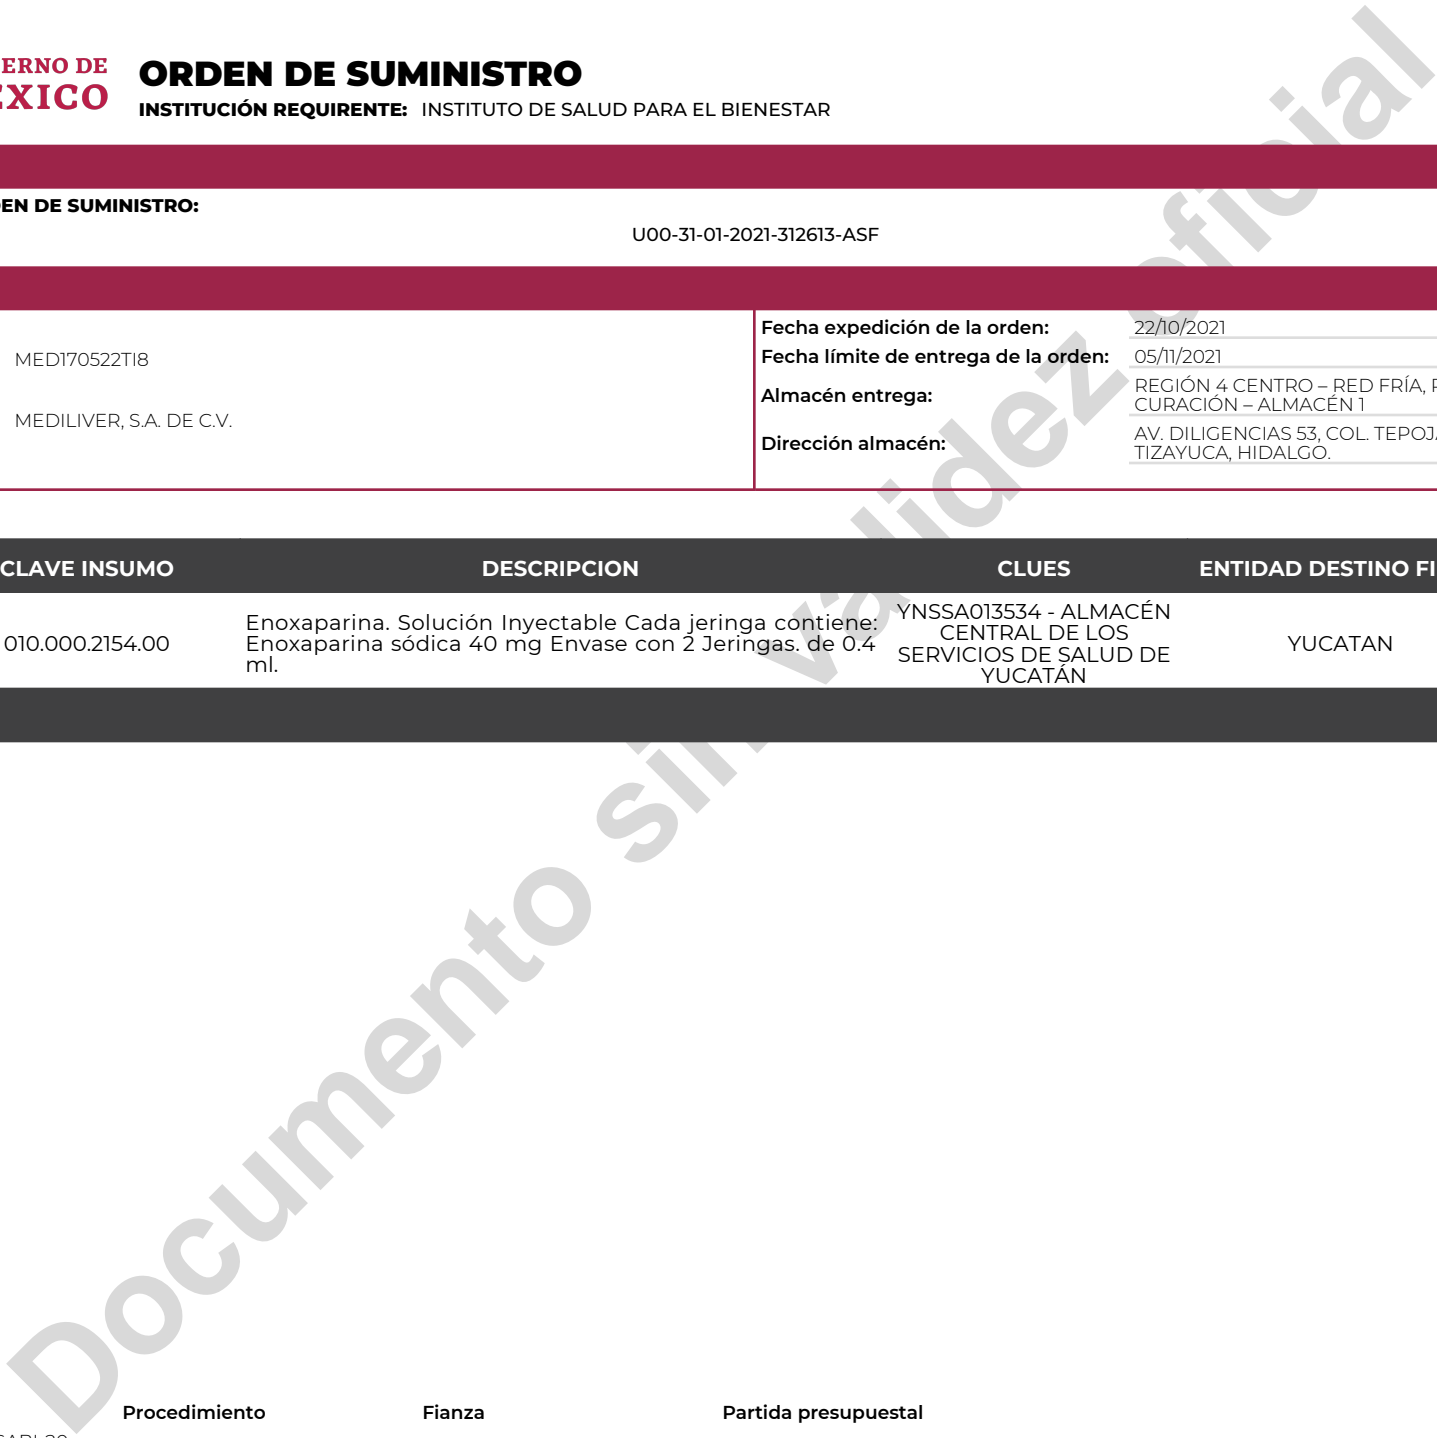 ERNO DE
ORDEN DE SUMINISTRO
EXICO
INSTITUCIÓN REQUIRENTE: INSTITUTO DE SALUD PARA EL BIENESTAR
EN DE SUMINISTRO:
U00-31-01-2021-312613-ASF
MED170522TI8
MEDILIVER, S.A. DE C.V.
Fecha expedición de la orden: 22/10/2021
Fecha límite de entrega de la orden: 05/11/2021
Almacén entrega: REGIÓN 4 CENTRO – RED FRÍA,
CURACIÓN – ALMACÉN 1
Dirección almacén: AV. DILIGENCIAS 53, COL. TEPOJ
TIZAYUCA, HIDALGO.
CLAVE INSUMO DESCRIPCION CLUES ENTIDAD DESTINO FI
010.000.2154.00
Enoxaparina. Solución Inyectable Cada jeringa contiene:
Enoxaparina sódica 40 mg Envase con 2 Jeringas. de 0.4
ml.
YNSSA013534 - ALMACÉN
CENTRAL DE LOS
SERVICIOS DE SALUD DE
YUCATÁN
YUCATAN
Documento sin validez oficial
Procedimiento Fianza Partida presupuestal